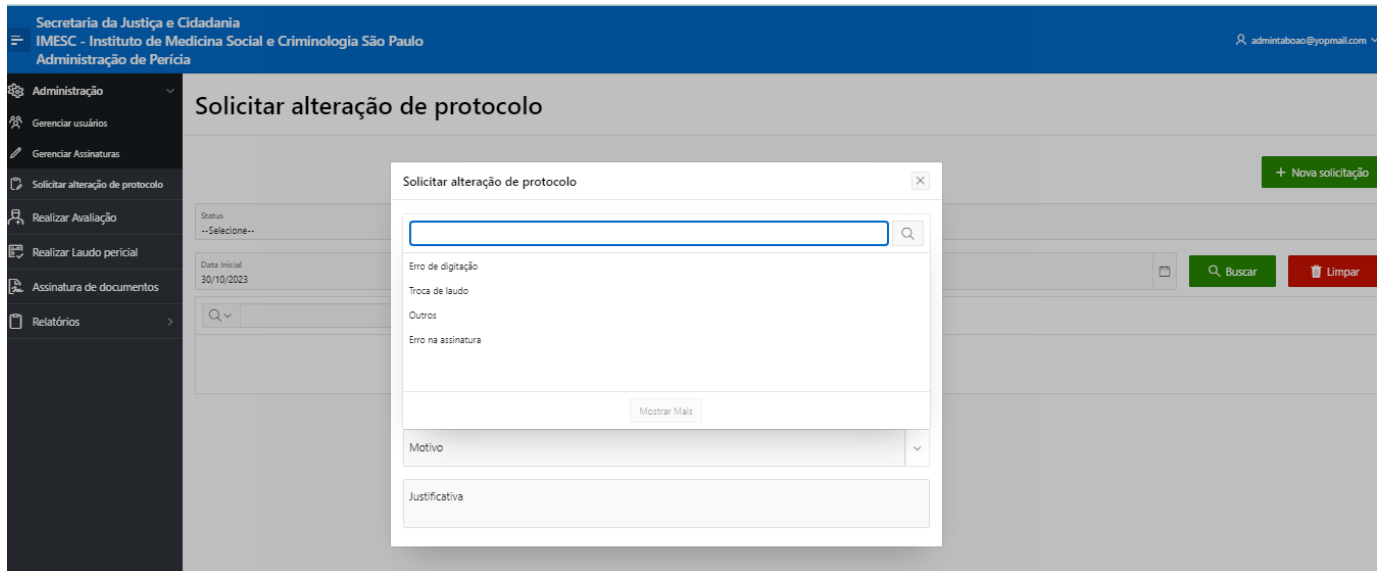 Secretaria da Justiça e Cidadania
IMESC - Instituto de Medicina Social e Criminologia São Paulo
Administração de Perícia
admintaboao@yopmail.com
Administração
Gerenciar usuários
Gerenciar Assinaturas
Solicitar alteração de protocolo
Realizar Avaliação
Realizar Laudo pericial
Assinatura de documentos
Relatórios
Solicitar alteração de protocolo
+ Nova solicitação
Status
--Selecione--
Data Inicial
30/10/2023
Buscar
Limpar
Solicitar alteração de protocolo
Erro de digitação
Troca de laudo
Outros
Erro na assinatura
Mostrar Mais
Motivo
Justificativa